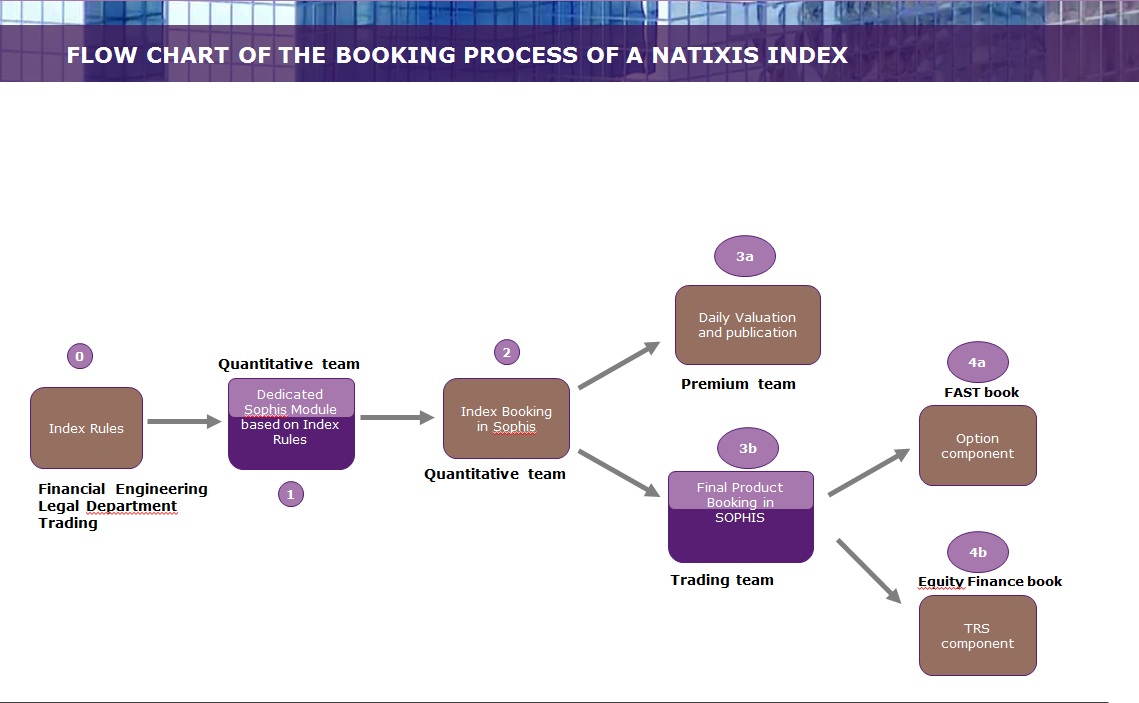 FLOW CHART OF THE BOOKING PROCESS OF A NATIXIS INDEX
0
Index Rules
Financial Engineering
Legal Department
Trading
Quantitative team
Dedicated
Sophis Module
based on Index
Rules
1
2
Index Booking
in Sophis
Quantitative team
3a
Daily Valuation
and publication
Premium team
3b
Final Product
Booking in
SOPHIS
Trading team
4a
FAST book
Option
component
4b
Equity Finance book
TRS
component